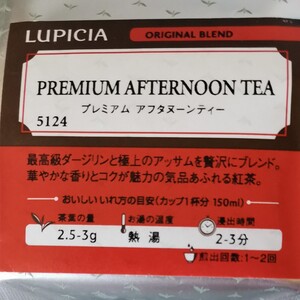 LUPICIA ORIGINAL BLEND
PREMIUM AFTERNOON TEA
プレミアム アフタヌーンティー
5124
最高級ダージリンと極上のアッサムを贅沢にブレンド。
華やかな香りとコクが魅力の気品あふれる紅茶。
おいしいいれ方の目安(カップ1杯分 150ml)
茶葉の量 お湯の温度 浸出時間
2.5-3g 熱湯 2-3分
煎出回数:1~2回